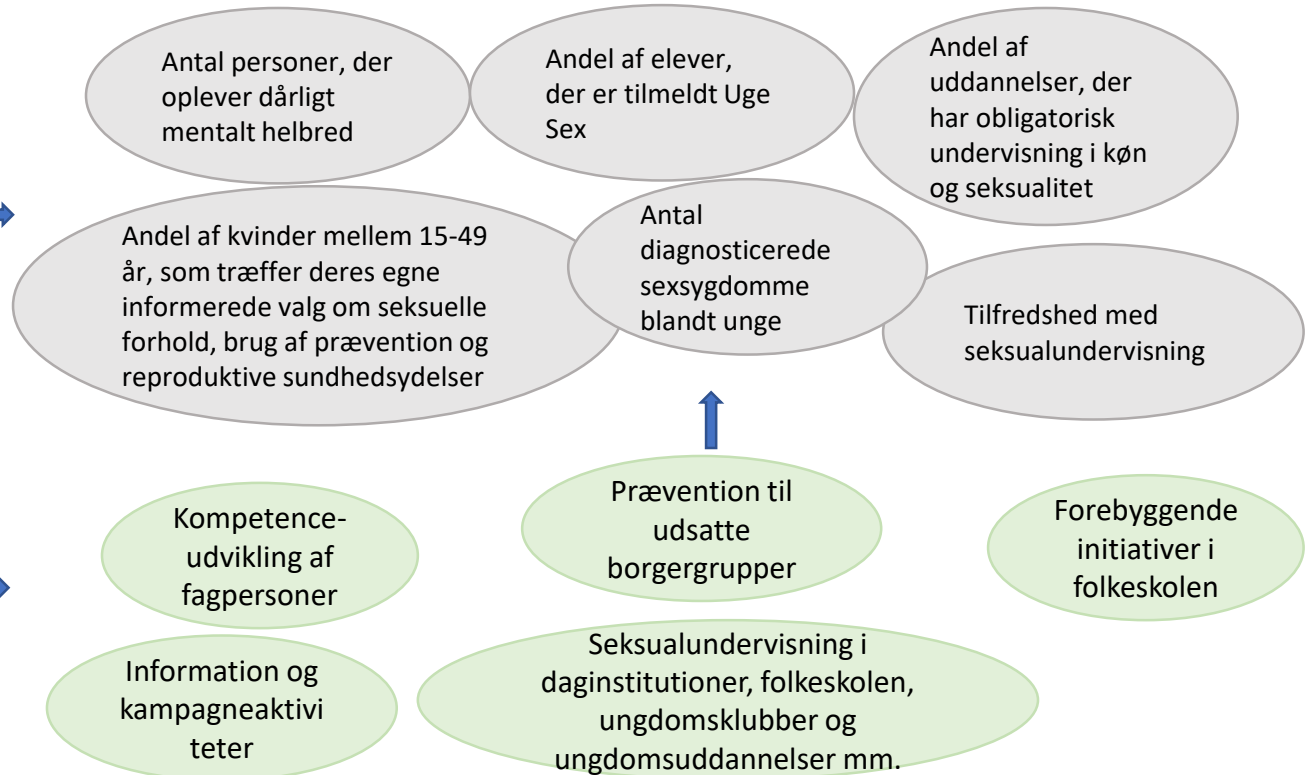 Antal personer, der
oplever dårligt
mentalt helbred
Andel af elever,
der er tilmeldt Uge
Sex
Andel af
uddannelser, der
har obligatorisk
undervisning i køn
og seksualitet
Andel af kvinder mellem 15-49
år, som træffer deres egne
informerede valg om seksuelle
forhold, brug af prævention og
reproduktive sundhedsydelser
Antal
diagnosticerede
sexsygdomme
blandt unge
Tilfredshed med
seksualundervisning
Kompetence-
udvikling af
fagpersoner
Prævention til
udsatte
borgergrupper
Forebyggende
initiativer i
folkeskolen
Information og
kampagneaktivi
teter
Seksualundervisning i
daginstitutioner, folkeskolen,
ungdomsklubber og
ungdomsuddannelser mm.